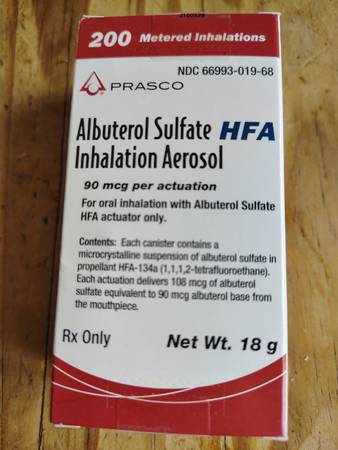 200 Metered Inhalations
NDC 66993-019-68
PRASCO
Albuterol Sulfate HFA
Inhalation Aerosol
90 mcg per actuation
For oral inhalation with Albuterol Sulfate
HFA actuator only.
Contents: Each canister contains a
microcrystalline suspension of albuterol sulfate in
propellant HFA-134a (1,1,1,2-tetrafluoroethane).
Each actuation delivers 108 mcg of albuterol
sulfate equivalent to 90 mcg albuterol base from
the mouthpiece.
Rx Only
Net Wt. 18 g